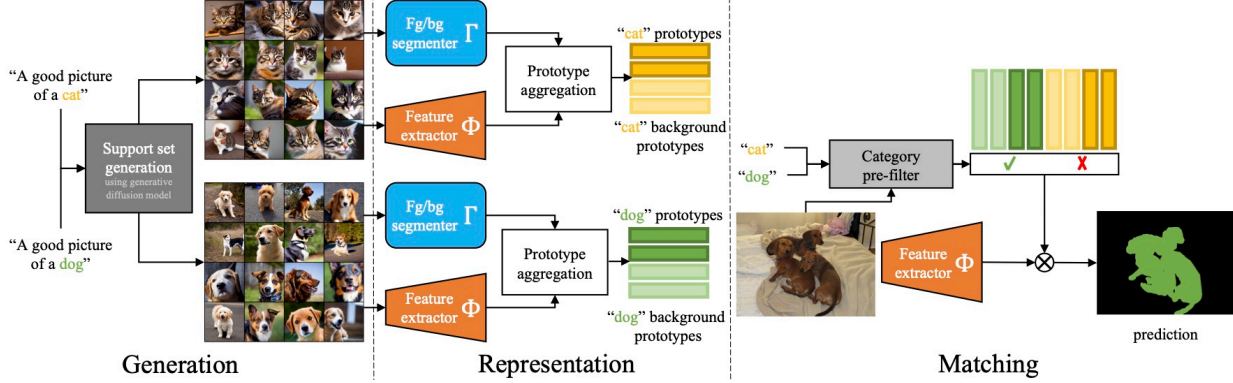 “A good picture
of a cat”
Support set
generation
using generative
diffusion model
“A good picture
of a dog”
Generation
Fg/bg
segmenter Γ
Feature
extractor Φ
Prototype
aggregation
“cat” prototypes
“cat” background
prototypes
Fg/bg
segmenter Γ
Feature
extractor Φ
Prototype
aggregation
“dog” prototypes
“dog” background
prototypes
Representation
“cat”
“dog”
Category
pre-filter
✓ ✗
Feature
extractor Φ
prediction
Matching